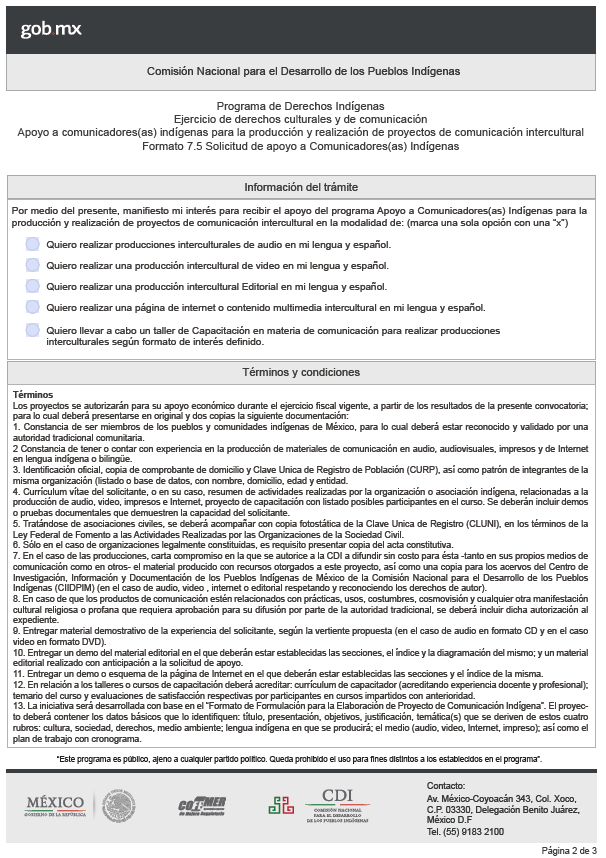 gob.mx
Comisión Nacional para el Desarrollo de los Pueblos Indígenas
Programa de Derechos Indígenas
Ejercicio de derechos culturales y de comunicación
Apoyo a comunicadores(as) indígenas para la producción y realización de proyectos de comunicación intercultural
Formato 7.5 Solicitud de apoyo a Comunicadores(as) Indígenas
Información del trámite
Por medio del presente, manifiesto mi interés para recibir el apoyo del programa Apoyo a Comunicadores(as) Indígenas para la
producción y realización de proyectos de comunicación intercultural en la modalidad de: (marca una sola opción con una “x”)
Quiero realizar producciones interculturales de audio en mi lengua y español.
Quiero realizar una producción intercultural de video en mi lengua y español.
Quiero realizar una producción intercultural Editorial en mi lengua y español.
Quiero realizar una página de internet o contenido multimedia intercultural en mi lengua y español.
Quiero llevar a cabo un taller de Capacitación en materia de comunicación para realizar producciones
interculturales según formato de interés definido.
Términos y condiciones
Términos
Los proyectos se autorizarán para su apoyo económico durante el ejercicio fiscal vigente, a partir de los resultados de la presente convocatoria;
para lo cual deberá presentarse en original y dos copias la siguiente documentación:
1. Constancia de ser miembros de los pueblos y comunidades indígenas de México, para lo cual deberá estar reconocido y validado por una
autoridad tradicional comunitaria.
2 Constancia de tener o contar con experiencia en la producción de materiales de comunicación en audio, audiovisuales, impresos y de Internet
en lengua indígena o bilingüe.
3. Identificación oficial, copia de comprobante de domicilio y Clave Unica de Registro de Población (CURP), así como patrón de integrantes de la
misma organización (listado o base de datos, con nombre, domicilio, edad y entidad.
4. Currículum vítae del solicitante, o en su caso, resumen de actividades realizadas por la organización o asociación indígena, relacionadas a la
producción de audio, video, impresos e Internet, proyecto de capacitación con listado posibles participantes en el curso. Se deberán incluir demos
o pruebas documentales que demuestren la capacidad del solicitante.
5. Tratándose de asociaciones civiles, se deberá acompañar con copia fotostática de la Clave Unica de Registro (CLUNI), en los términos de la
Ley Federal de Fomento a las Actividades Realizadas por las Organizaciones de la Sociedad Civil.
6. Sólo en el caso de organizaciones legalmente constituidas, es requisito presentar copia del acta constitutiva.
7. En el caso de las producciones, carta compromiso en la que se autorice a la CDI a difundir sin costo para ésta -tanto en sus propios medios de
comunicación como en otros- el material producido con recursos otorgados a este proyecto, así como una copia para los acervos del Centro de
Investigación, Información y Documentación de los Pueblos Indígenas de México de la Comisión Nacional para el Desarrollo de los Pueblos
Indígenas (CIIDPIM) (en el caso de audio, video , internet o editorial respetando y reconociendo los derechos de autor).
8. En caso de que los productos de comunicación estén relacionados con prácticas, usos, costumbres, cosmovisión y cualquier otra manifestación
cultural religiosa o profana que requiera aprobación para su difusión por parte de la autoridad tradicional, se deberá incluir dicha autorización al
expediente.
9. Entregar material demostrativo de la experiencia del solicitante, según la vertiente propuesta (en el caso de audio en formato CD y en el caso
video en formato DVD).
10. Entregar un demo del material editorial en el que deberán estar establecidas las secciones, el índice y la diagramación del mismo; y un material
editorial realizado con anticipación a la solicitud de apoyo.
11. Entregar un demo o esquema de la página de Internet en el que deberán estar establecidas las secciones y el índice de la misma.
12. En relación a los talleres o cursos de capacitación deberá acreditar: currículum de capacitador (acreditando experiencia docente y profesional);
temario del curso y evaluaciones de satisfacción respectivas por participantes en cursos impartidos con anterioridad.
13. La iniciativa será desarrollada con base en el “Formato de Formulación para la Elaboración de Proyecto de Comunicación Indígena”. El proyec-
to deberá contener los datos básicos que lo identifiquen: título, presentación, objetivos, justificación, temática(s) que se deriven de estos cuatro
rubros: cultura, sociedad, derechos, medio ambiente; lengua indígena en que se producirá; el medio (audio, video, Internet, impreso); así como el
plan de trabajo con cronograma.
“Este programa es público, ajeno a cualquier partido político. Queda prohibido el uso para fines distintos a los establecidos en el programa”.
MÉXICO
GOBIERNO DE LA REPÚBLICA
COFEMER
de Mejora Regulatoria
CDI
COMISIÓN NACIONAL
PARA EL DESARROLLO
DE LOS PUEBLOS INDÍGENAS
Contacto:
Av. México-Coyoacán 343, Col. Xoco,
C.P. 03330, Delegación Benito Juárez,
México D.F
Tel. (55) 9183 2100
Página 2 de 3